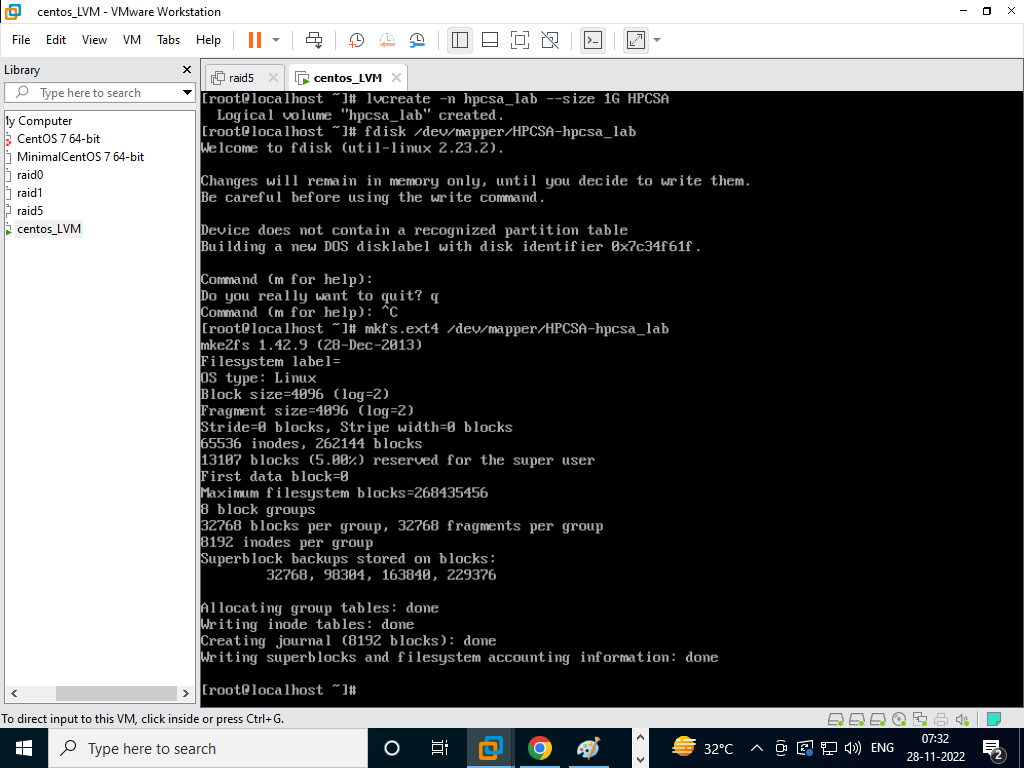 centos_LVM - VMware Workstation
File Edit View VM Tabs Help
Library
Type here to search
My Computer
CentOS 7 64-bit
MinimalCentOS 7 64-bit
raid0
raid1
raid5
centos_LVM
raid5 centos_LVM
[root@localhost ~]# lvcreate -n hpcsa_lab --size 1G HPCSA
  Logical volume "hpcsa_lab" created.
[root@localhost ~]# fdisk /dev/mapper/HPCSA-hpcsa_lab
Welcome to fdisk (util-linux 2.23.2).
Changes will remain in memory only, until you decide to write them.
Be careful before using the write command.
Device does not contain a recognized partition table
Building a new DOS disklabel with disk identifier 0x7c34f61f.
Command (m for help):
Do you really want to quit? q
Command (m for help): ^C
[root@localhost ~]# mkfs.ext4 /dev/mapper/HPCSA-hpcsa_lab
mke2fs 1.42.9 (28-Dec-2013)
Filesystem label=
OS type: Linux
Block size=4096 (log=2)
Fragment size=4096 (log=2)
Stride=0 blocks, Stripe width=0 blocks
65536 inodes, 262144 blocks
13107 blocks (5.00%) reserved for the super user
First data block=0
Maximum filesystem blocks=268435456
8 block groups
32768 blocks per group, 32768 fragments per group
8192 inodes per group
Superblock backups stored on blocks:
        32768, 98304, 163840, 229376
Allocating group tables: done
Writing inode tables: done
Creating journal (8192 blocks): done
Writing superblocks and filesystem accounting information: done
[root@localhost ~]#
To direct input to this VM, click inside or press Ctrl+G.
Type here to search
32°C
ENG
07:32
28-11-2022
2